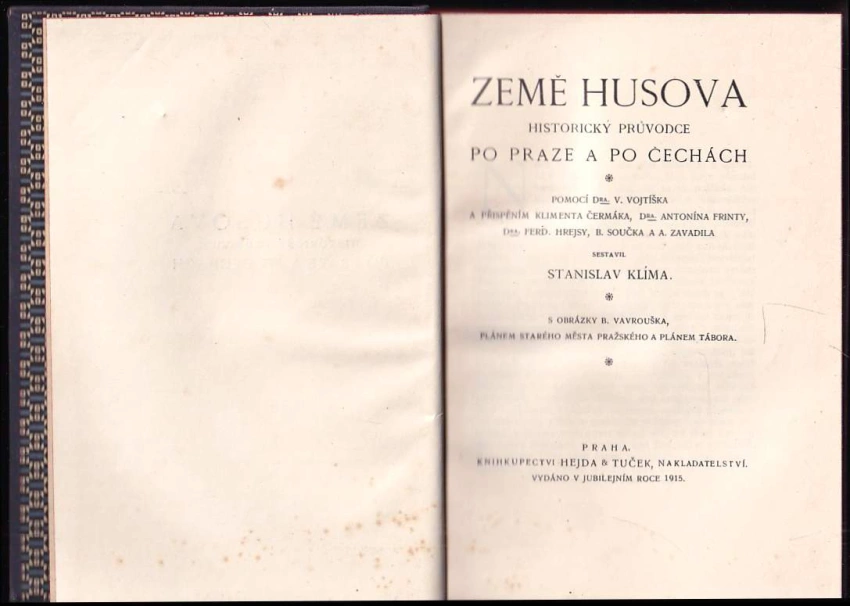 ZEMĚ HUSOVA
HISTORICKÝ PRŮVODCE
PO PRAZE A PO ČECHÁCH
POMOCÍ DRA. V. VOJTÍŠKA
A PŘISPĚNÍM KLIMENTA ČERMÁKA, DRA. ANTONÍNA FRINTY,
DRA. FERD. HREJSY, B. SOUČKA A A. ZAVADILA
SESTAVIL
STANISLAV KLÍMA.
S OBRÁZKY B. VAVROUŠKA,
PLÁNEM STARÉHO MĚSTA PRAŽSKÉHO A PLÁNEM TÁBORA.
PRAHA.
KNIHKUPECTVÍ HEJDA & TUČEK, NAKLADATELSTVÍ.
VYDÁNO V JUBILEJNÍM ROCE 1915.